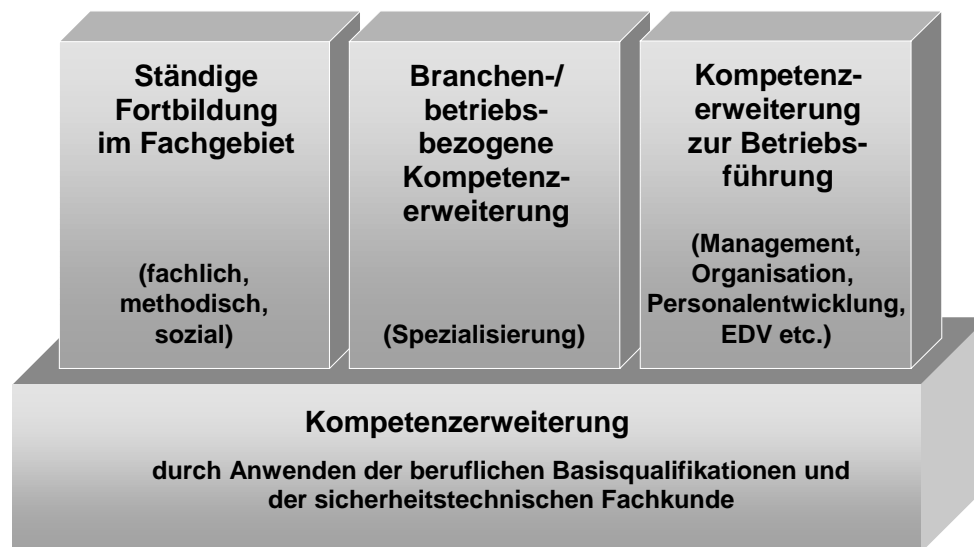 Ständige
Fortbildung
im Fachgebiet
(fachlich,
methodisch,
sozial)
Branchen-/
betriebs-
bezogene
Kompetenz-
erweiterung
(Spezialisierung)
Kompetenz-
erweiterung
zur Betriebs-
führung
(Management,
Organisation,
Personalentwicklung,
EDV etc.)
Kompetenzerweiterung
durch Anwenden der beruflichen Basisqualifikationen und
der sicherheitstechnischen Fachkunde